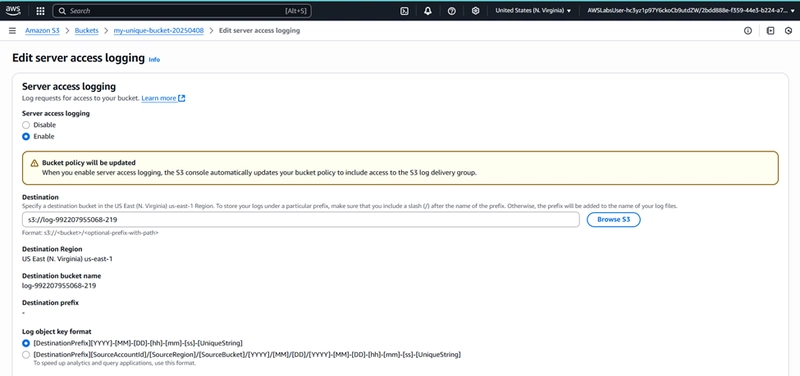 aws
Search [Alt+S] United States (N. Virginia)
Amazon S3 > Buckets > my-unique-bucket-20250408 > Edit server access logging
Edit server access logging Info
Server access logging
Log requests for access to your bucket. Learn more
Server access logging
Disable
Enable
Bucket policy will be updated
When you enable server access logging, the S3 console automatically updates your bucket policy to include access to the S3 log delivery group.
Destination
Specify a destination bucket in the US East (N. Virginia) us-east-1 Region. To store your logs under a particular prefix, make sure that you include a slash (/) after the name of the prefix. Otherwise, the prefix will be added to the name of your log files.
s3://log-992207955068-219 Browse S3
Format: s3://<bucket>/<optional-prefix-with-path>
Destination Region
US East (N. Virginia) us-east-1
Destination bucket name
log-992207955068-219
Destination prefix
-
Log object key format
[DestinationPrefix][YYYY]-[MM]-[DD]-[hh]-[mm]-[ss]-[UniqueString]
[DestinationPrefix][SourceAccountId]/[SourceRegion]/[SourceBucket]/[YYYY]/[MM]/[DD]/[YYYY]-[MM]-[DD]-[hh]-[mm]-[ss]-[UniqueString]
To speed up analytics and query applications, use this format.